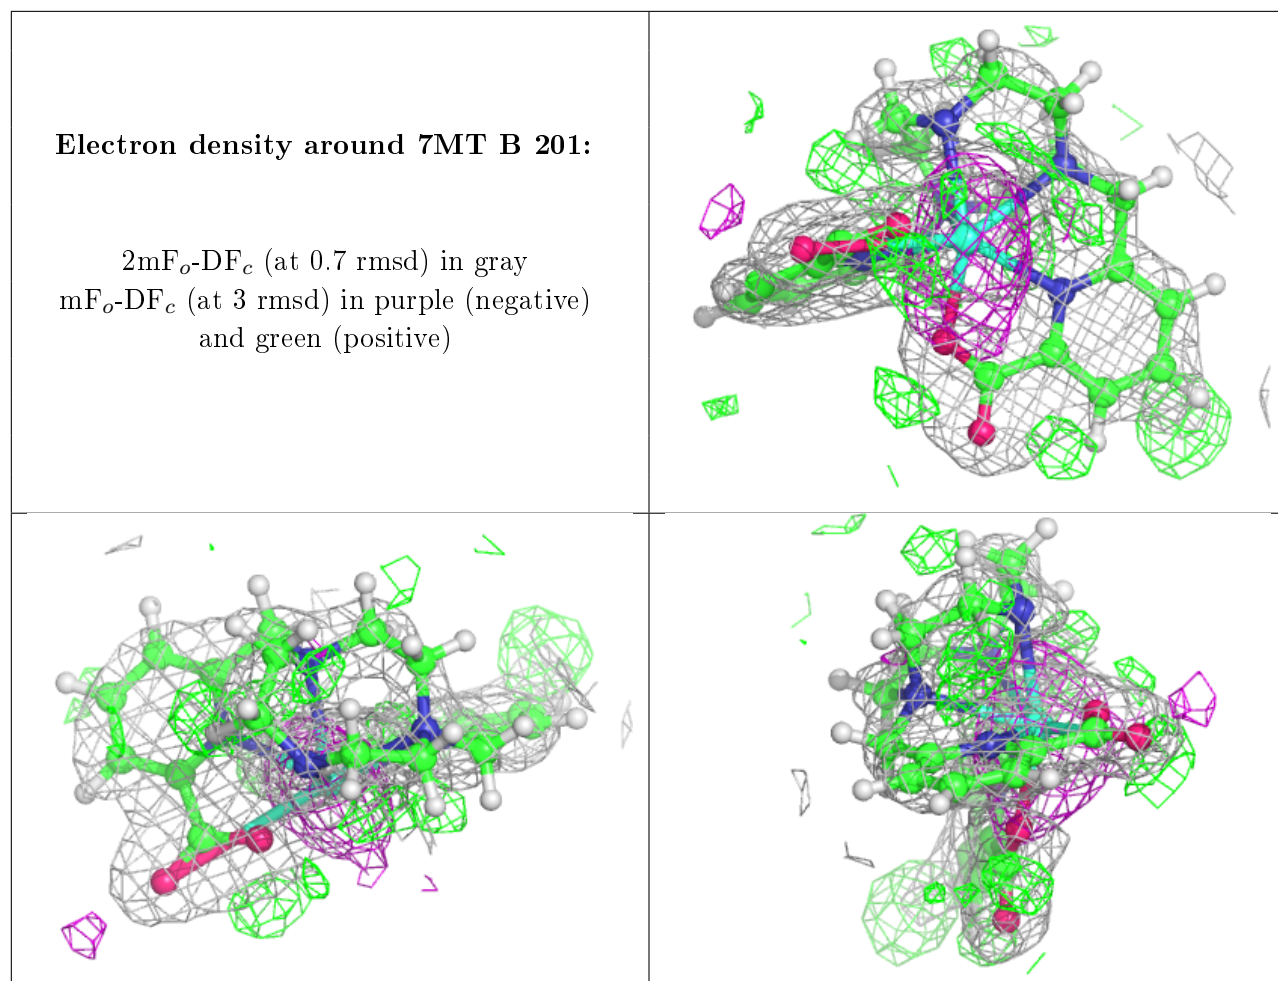 Electron density around 7MT B 201:
2mFo-DFc (at 0.7 rmsd) in gray
mFo-DFc (at 3 rmsd) in purple (negative)
and green (positive)